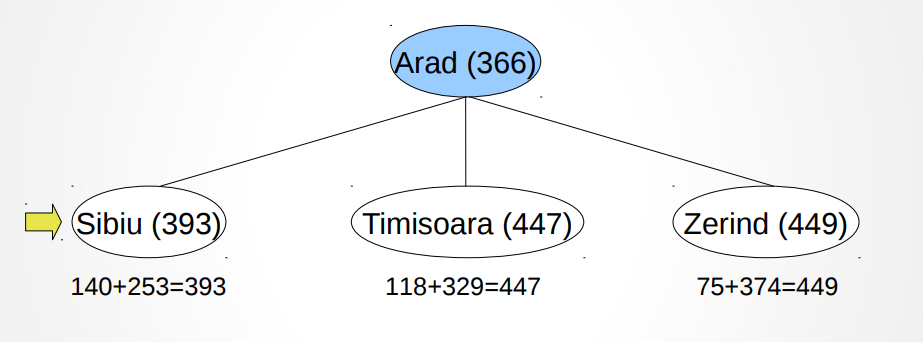 Arad (366)
Sibiu (393)
Timisoara (447)
Zerind (449)
140+253=393
118+329=447
75+374=449